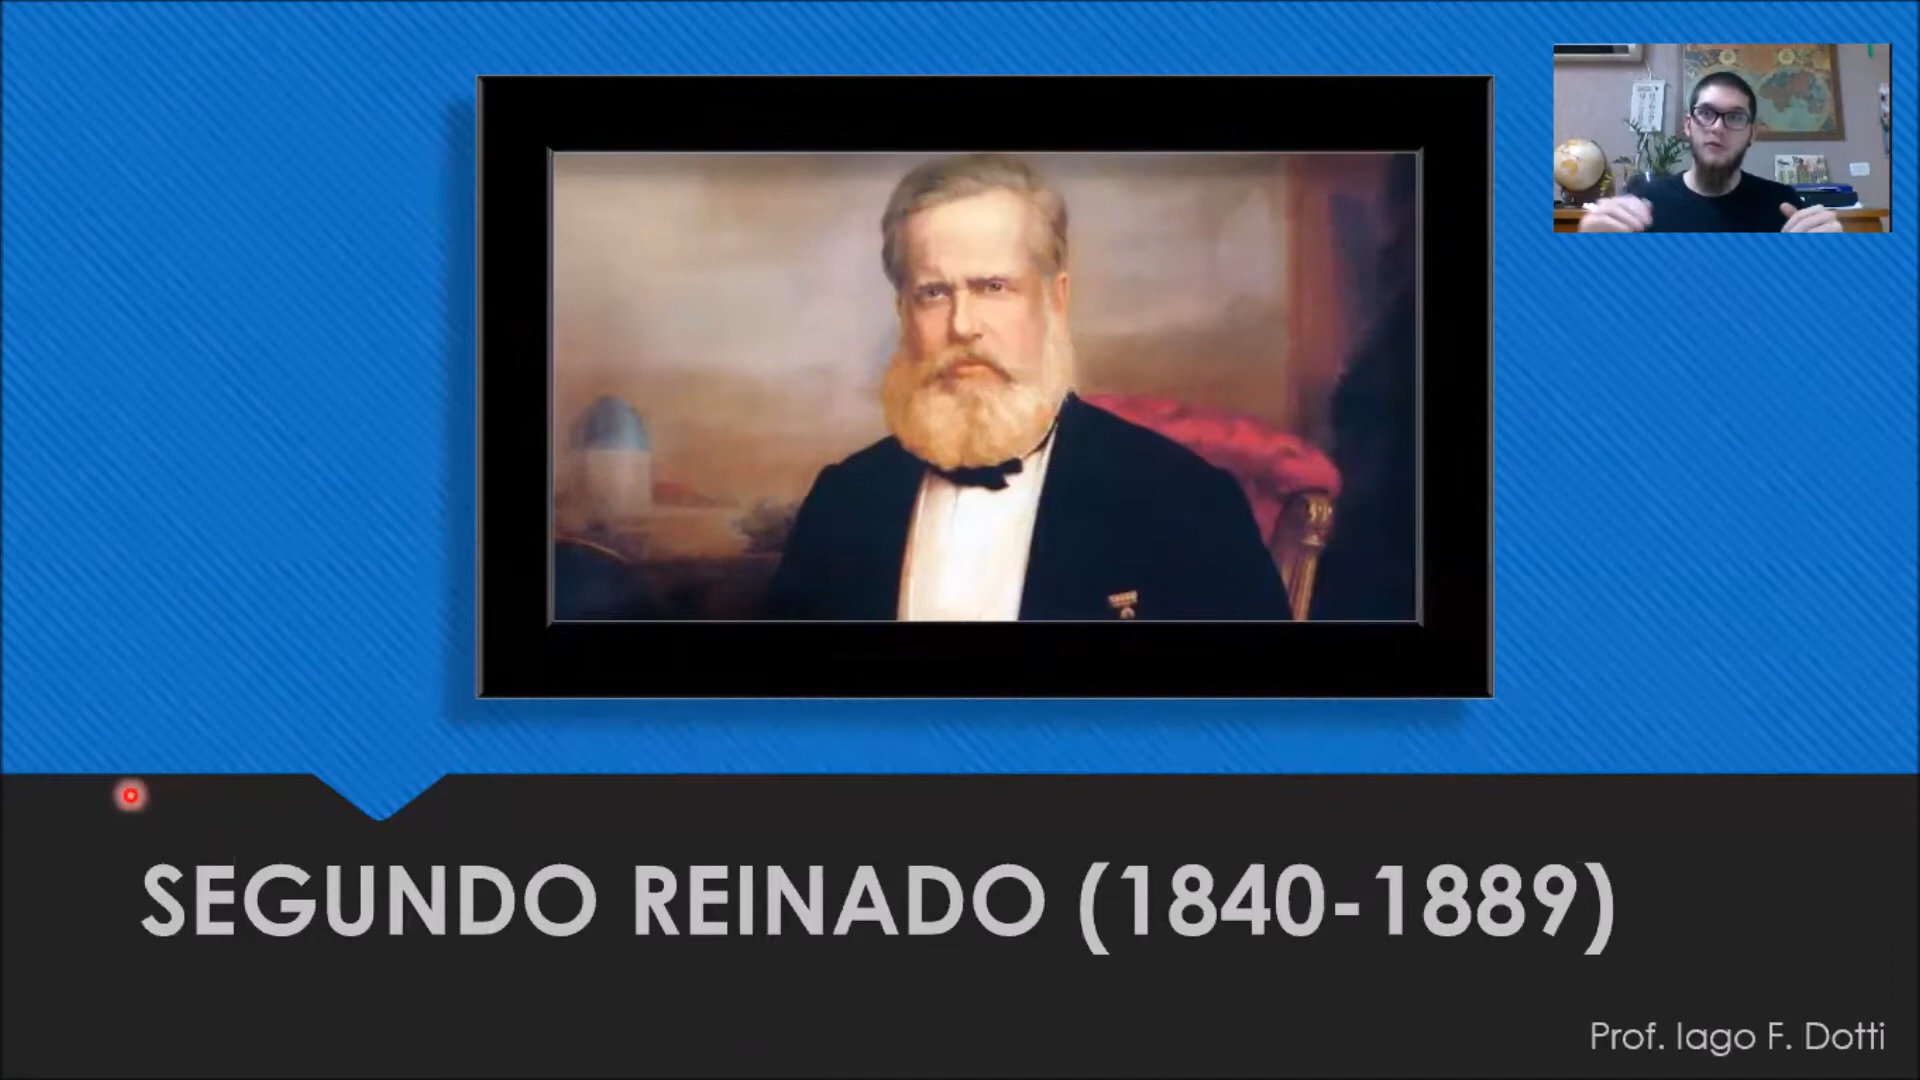 SEGUNDO REINADO (1840-1889)
Prof. Iago F. Dotti